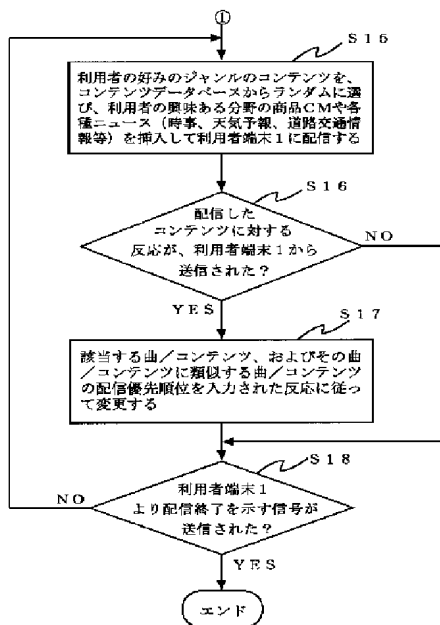 ①
S15
利用者の好みのジャンルのコンテンツを、
コンテンツデータベースからランダムに選
び、利用者の興味ある分野の商品CMや各
種ニュース（時事、天気予報、道路交通情
報等）を挿入して利用者端末1に配信する
S16
配信した
コンテンツに対する
反応が、利用者端末1から
送信された？
NO
YES
S17
該当する曲／コンテンツ、およびその曲
／コンテンツに類似する曲／コンテンツ
の配信優先順位を入力された反応に従っ
て変更する
S18
NO
利用者端末1
より配信終了を示す信号が
送信された？
YES
エンド